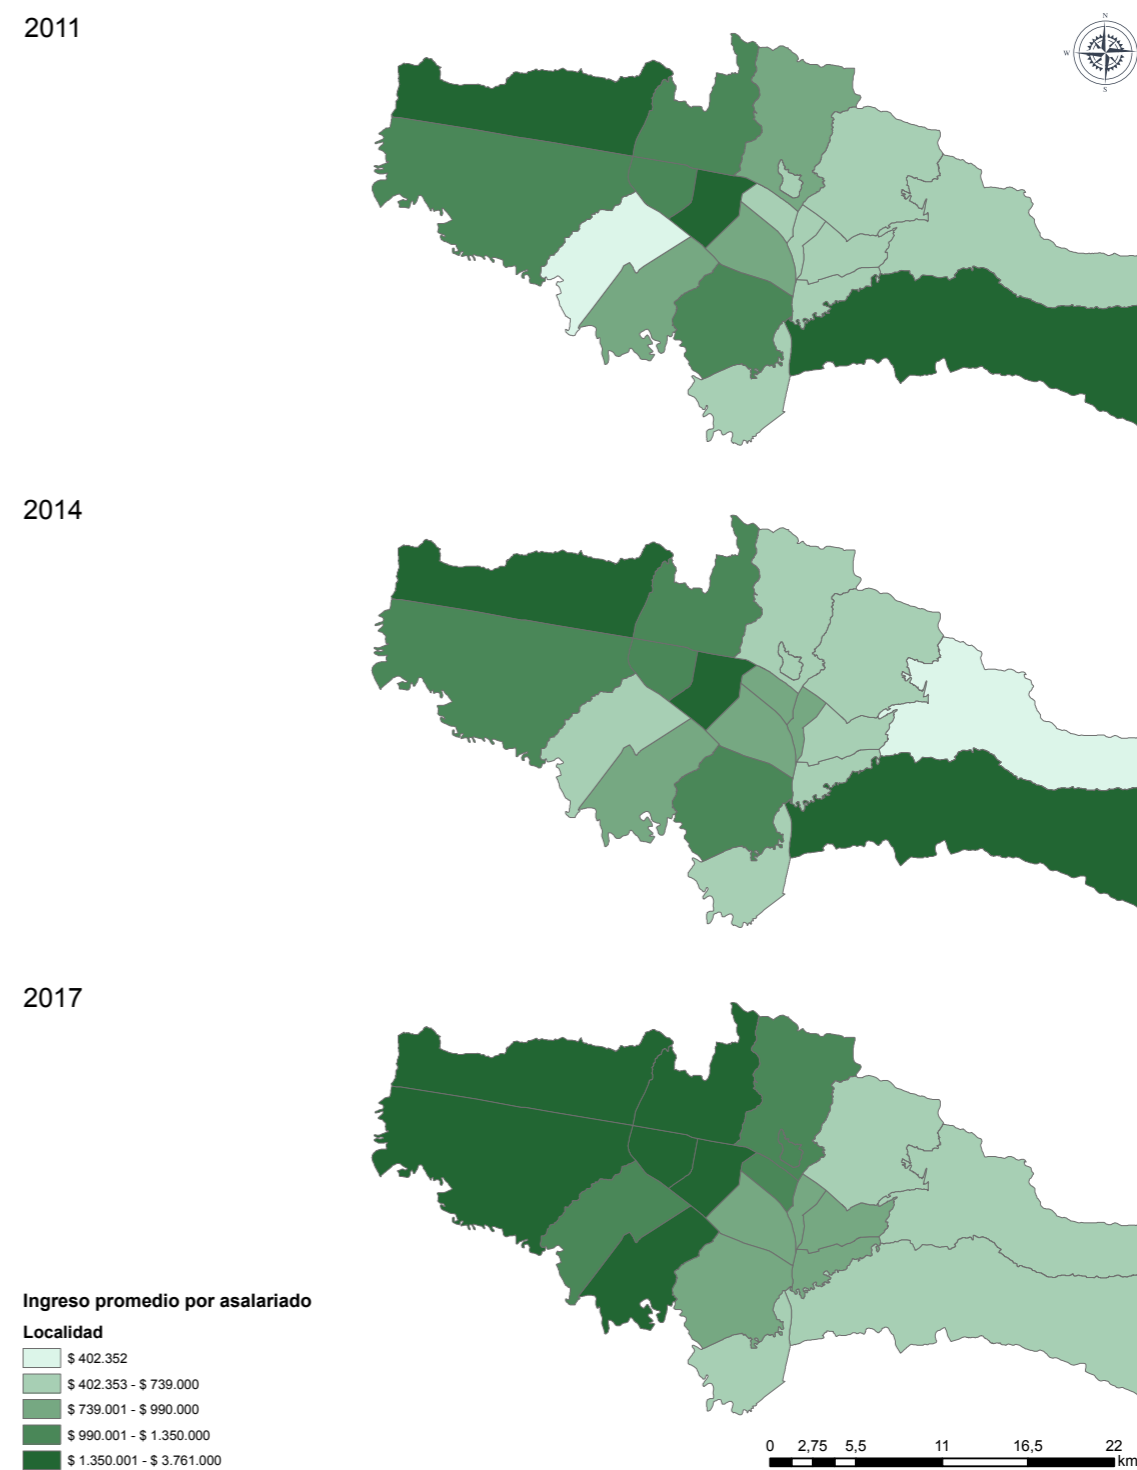 2011
N
W
S
2014
2017
Ingreso promedio por asalariado
Localidad
$ 402.352
$ 402.353 - $ 739.000
$ 739.001 - $ 990.000
$ 990.001 - $ 1.350.000
$ 1.350.001 - $ 3.761.000
0 2,75 5,5 11 16,5 22
km